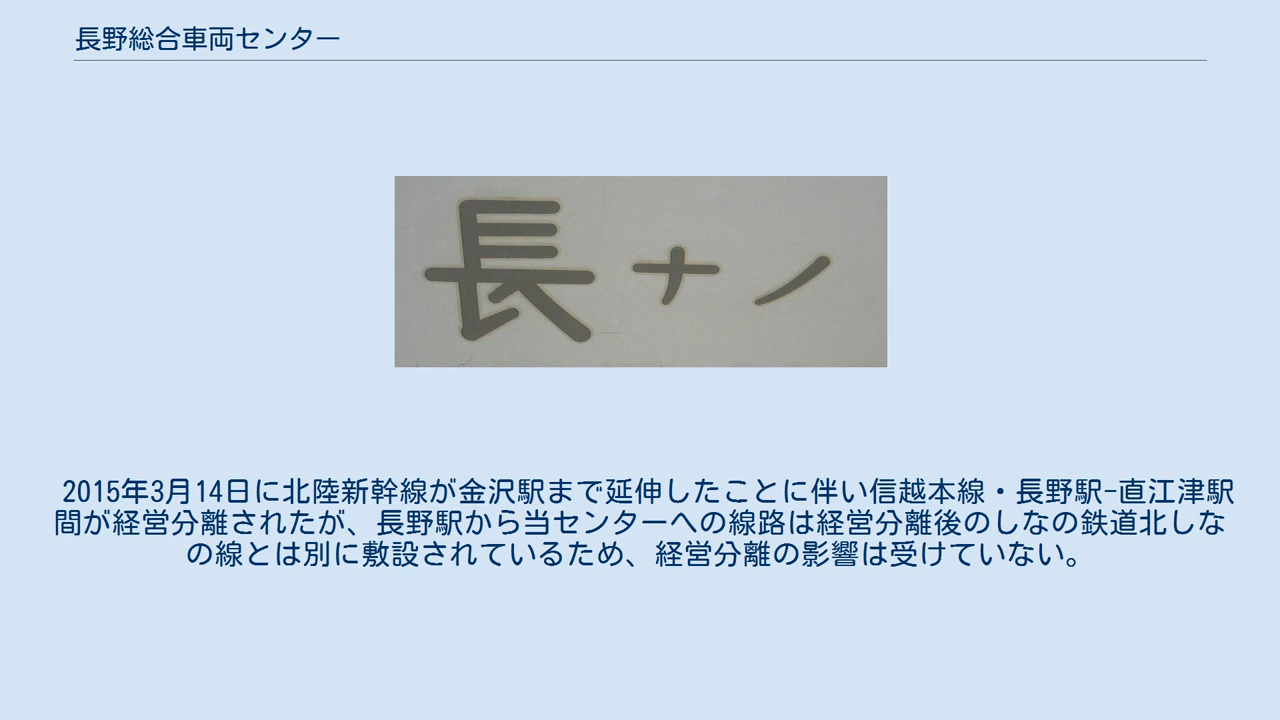 長野総合車両センター
長ナノ
2015年3月14日に北陸新幹線が金沢駅まで延伸したことに伴い信越本線・長野駅-直江津駅
間が経営分離されたが、長野駅から当センターへの線路は経営分離後のしなの鉄道北しな
の線とは別に敷設されているため、経営分離の影響は受けていない。